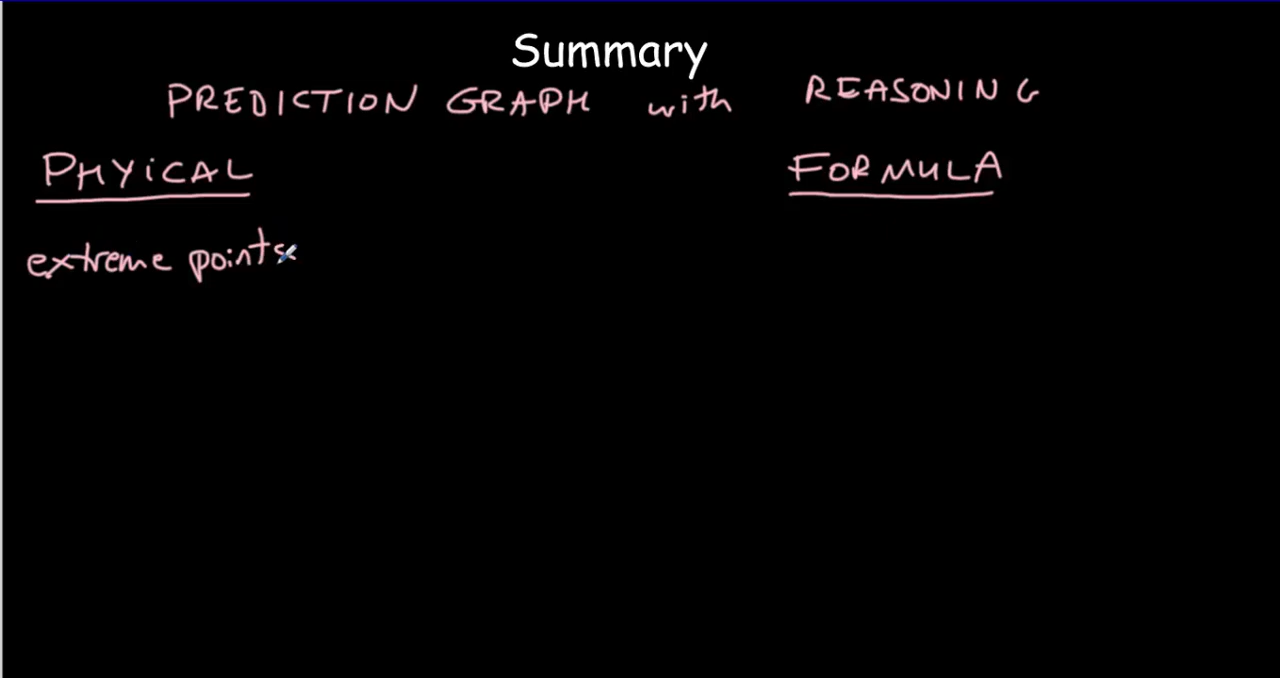 Summary
PREDICTION GRAPH with REASONING
PHYiCAL FORMULA
extreme points